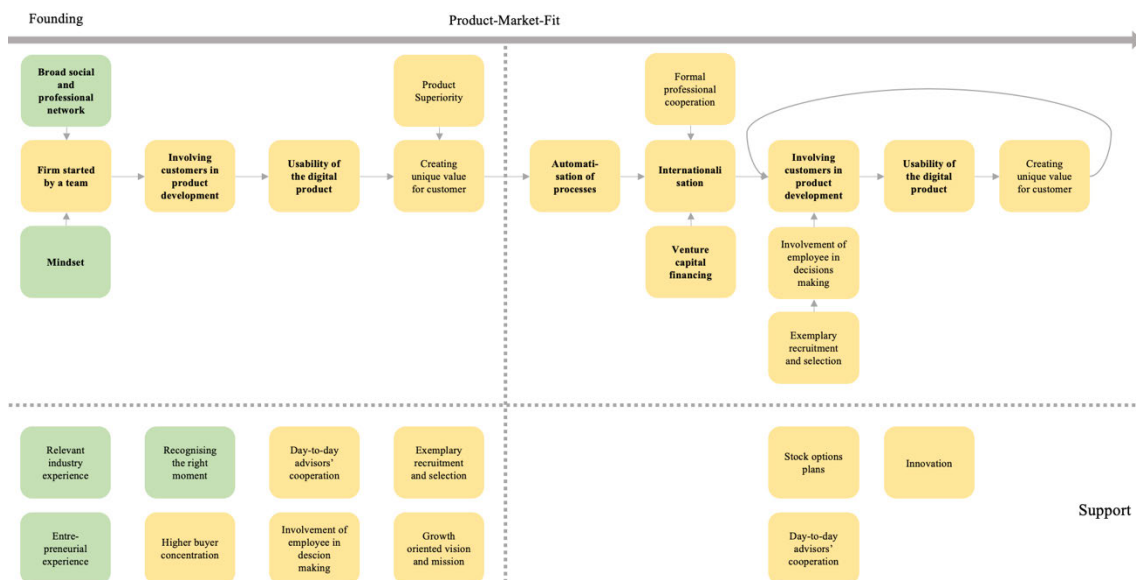 Founding
Product-Market-Fit
Broad social
and
professional
network
Product
Superiority
Formal
professional
cooperation
Firm started
by a team
Involving
customers in
product
development
Usability of
the digital
product
Creating
unique value
for customer
Automati-
sation of
processes
Internationali
sation
Involving
customers in
product
development
Usability of
the digital
product
Creating
unique value
for customer
Mindset
Venture
capital
financing
Involvement of
employee in
decisions
making
Exemplary
recruitment
and selection
Relevant
industry
experience
Recognising
the right
moment
Day-to-day
advisors'
cooperation
Exemplary
recruitment
and selection
Stock options
plans
Innovation
Support
Entre-
preneurial
experience
Higher buyer
concentration
Involvement of
employee in
descion
making
Growth
oriented vision
and mission
Day-to-day
advisors'
cooperation